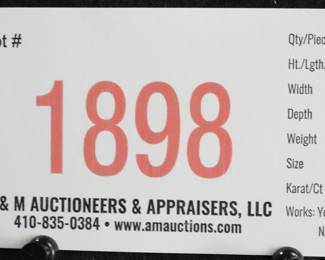 ot #
1898
& M AUCTIONEERS & APPRAISERS, LLC
410-835-0384 • www.amauctions.com
Qty/Piec
Ht./Lgth.
Width
Depth
Weight
Size
Karat/Ct
Works: Ye
N